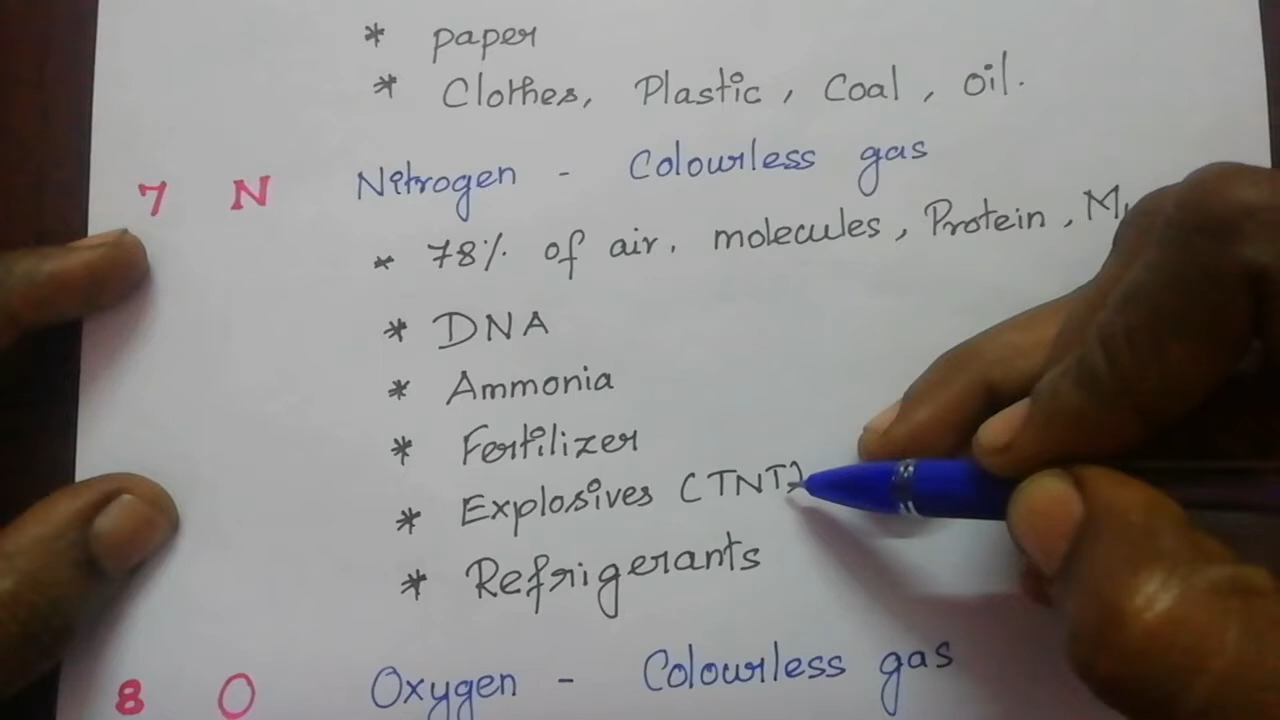 * paper
* Clothes, Plastic, Coal, oil.
7 N Nitrogen - Colourless gas
* 78% of air, molecules, Protein,
* DNA
* Ammonia
* Fertilizer
* Explosives (TNT)
* Refrigerants
8 O Oxygen - Colourless gas